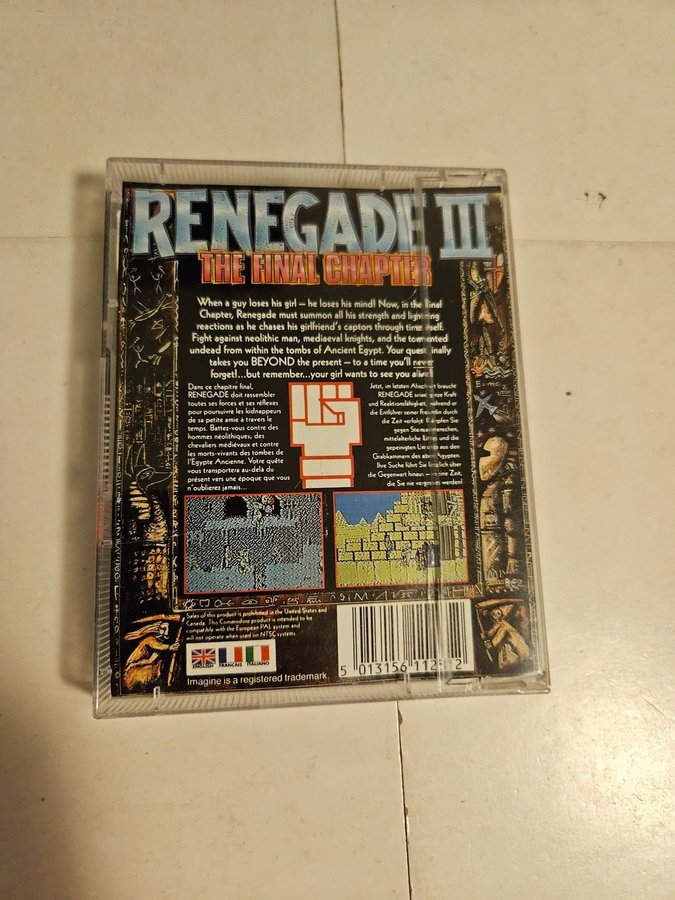 RENEGADE III
THE FINAL CHAPTER
When a guy loses his girl – he loses his mind! Now, in the Final
Chapter, Renegade must summon all his strength and lightning
reactions as he chases his girlfriend's captors through time itself.
Fight against neolithic man, mediaeval knights, and the tormented
undead from within the tombs of Ancient Egypt. Your quest finally
takes you BEYOND the present – to a time you'll never
forget!...but remember...your girl wants to see you alive!
Dans ce chapitre final,
RENEGADE doit rassembler
toutes ses forces et ses réflexes
pour poursuivre les kidnappeurs
de sa petite amie à travers le
temps. Battez-vous contre des
hommes néolithiques, des
chevaliers médiévaux et contre
les morts-vivants des tombes de
l'Egypte Ancienne. Votre quête
vous transportera au-delà du
présent vers une époque que vous
n'oublierez jamais...
Jetzt, im letzten Abschnitt braucht
RENEGADE seine ganze Kraft
und Reaktionsfähigkeit, während er
die Entführer seiner Freundin durch
die Zeit verfolgt. Kämpfen Sie
gegen Steinzeitmenschen,
mittelalterliche Ritter und die
gepeinigten Untoten aus den
Grabkammern des alten Ägypten.
Ihre Suche führt Sie endlich über
die Gegenwart hinaus – in eine Zeit,
die Sie nie vergessen werden!
Sales of this product is prohibited in the United States and
Canada. This Commodore product is intended to be
compatible with the European PAL system and
will not operate when used on NTSC systems.
ENGLISH FRANCAIS ITALIANO
Imagine is a registered trademark
5 013156 112